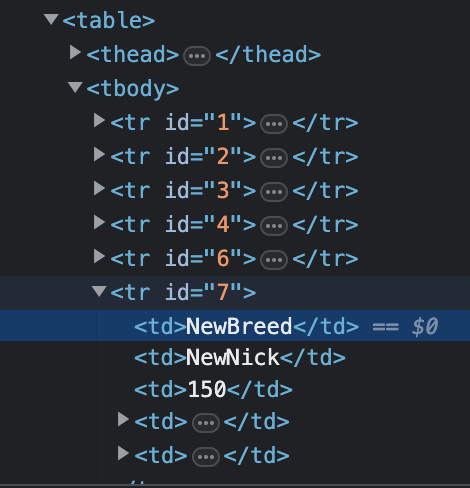 <table>
<thead>…</thead>
<tbody>
<tr id="1">…</tr>
<tr id="2">…</tr>
<tr id="3">…</tr>
<tr id="4">…</tr>
<tr id="6">…</tr>
<tr id="7">
<td>NewBreed</td> == $0
<td>NewNick</td>
<td>150</td>
<td>…</td>
<td>…</td>